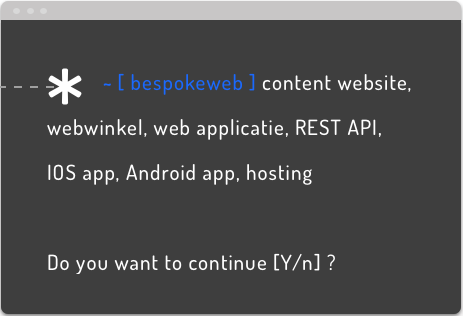 * ~ [ bespokeweb ] content website,
webwinkel, web applicatie, REST API,
IOS app, Android app, hosting
Do you want to continue [Y/n] ?